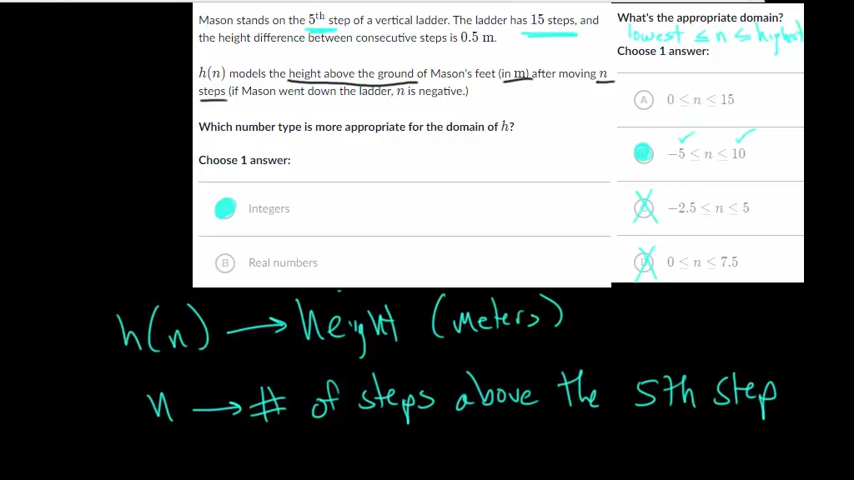 Mason stands on the 5th step of a vertical ladder. The ladder has 15 steps, and
the height difference between consecutive steps is 0.5 m.
h(n) models the height above the ground of Mason's feet (in m) after moving n
steps (if Mason went down the ladder, n is negative.)
Which number type is more appropriate for the domain of h?
Choose 1 answer:
Integers
B Real numbers
What's the appropriate domain?
lowest ≤ n ≤ highest
Choose 1 answer:
A 0 ≤ n ≤ 15
−5 ≤ n ≤ 10
−2.5 ≤ n ≤ 5
0 ≤ n ≤ 7.5
h(n) → Height (meters)
n → # of steps above the 5th step